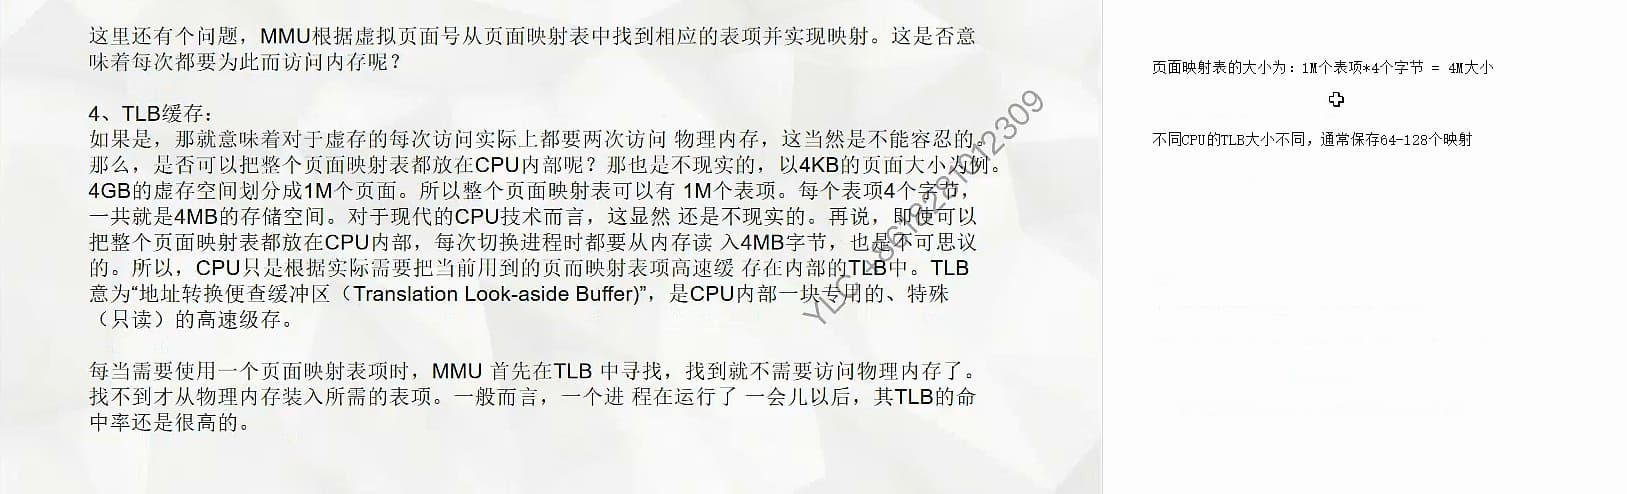 这里还有个问题，MMU根据虚拟页面号从页面映射表中找到相应的表项并实现映射。这是否意
味着每次都要为此而访问内存呢？
4、TLB缓存：
如果是，那就意味着对于虚存的每次访问实际上都要两次访问 物理内存，这当然是不能容忍的。
那么，是否可以把整个页面映射表都放在CPU内部呢？那也是不现实的，以4KB的页面大小为例。
4GB的虚存空间划分成1M个页面。所以整个页面映射表可以有 1M个表项。每个表项4个字节，
一共就是4MB的存储空间。对于现代的CPU技术而言，这显然 还是不现实的。再说，即使可以
把整个页面映射表都放在CPU内部，每次切换进程时都要从内存读 入4MB字节，也是不可思议
的。所以，CPU只是根据实际需要把当前用到的页而映射表项高速缓 存在内部的TLB中。TLB
意为“地址转换便查缓冲区（Translation Look-aside Buffer)”，是CPU内部一块专门的、特殊
（只读）的高速级存。
每当需要使用一个页面映射表项时，MMU 首先在TLB 中寻找，找到就不需要访问物理内存了。
找不到才从物理内存装入所需的表项。一般而言，一个进 程在运行了 一会儿以后，其TLB的命
中率还是很高的。
页面映射表的大小为：1M个表项*4个字节 = 4M大小
不同CPU的TLB大小不同，通常保存64-128个映射